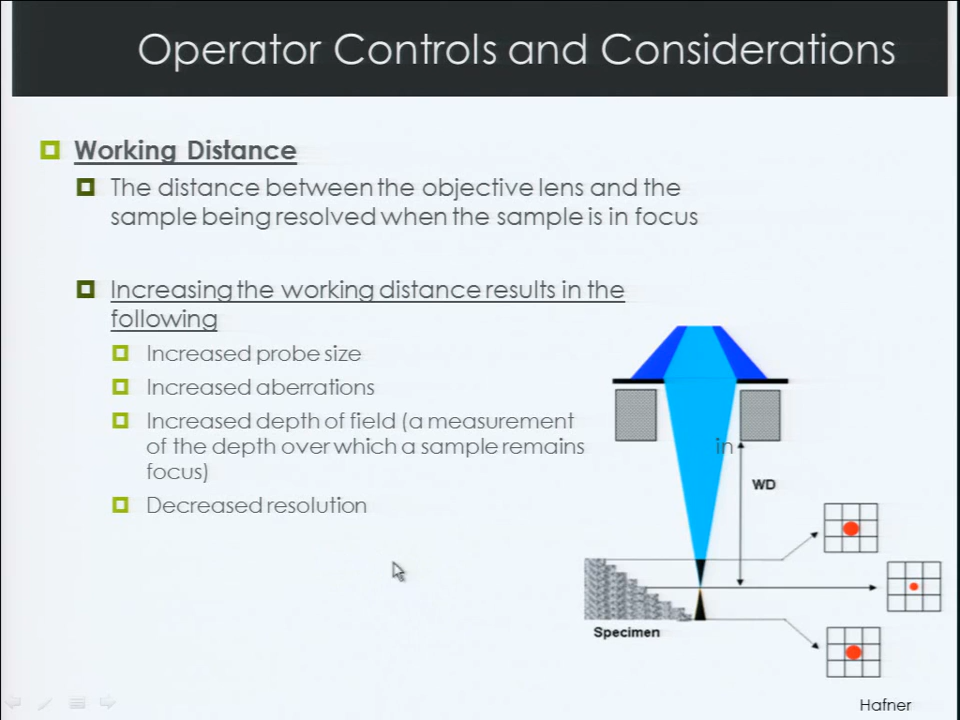 Operator Controls and Considerations
Working Distance
The distance between the objective lens and the
sample being resolved when the sample is in focus
Increasing the working distance results in the
following
Increased probe size
Increased aberrations
Increased depth of field (a measurement
of the depth over which a sample remains in
focus)
Decreased resolution
WD
Specimen
Hafner